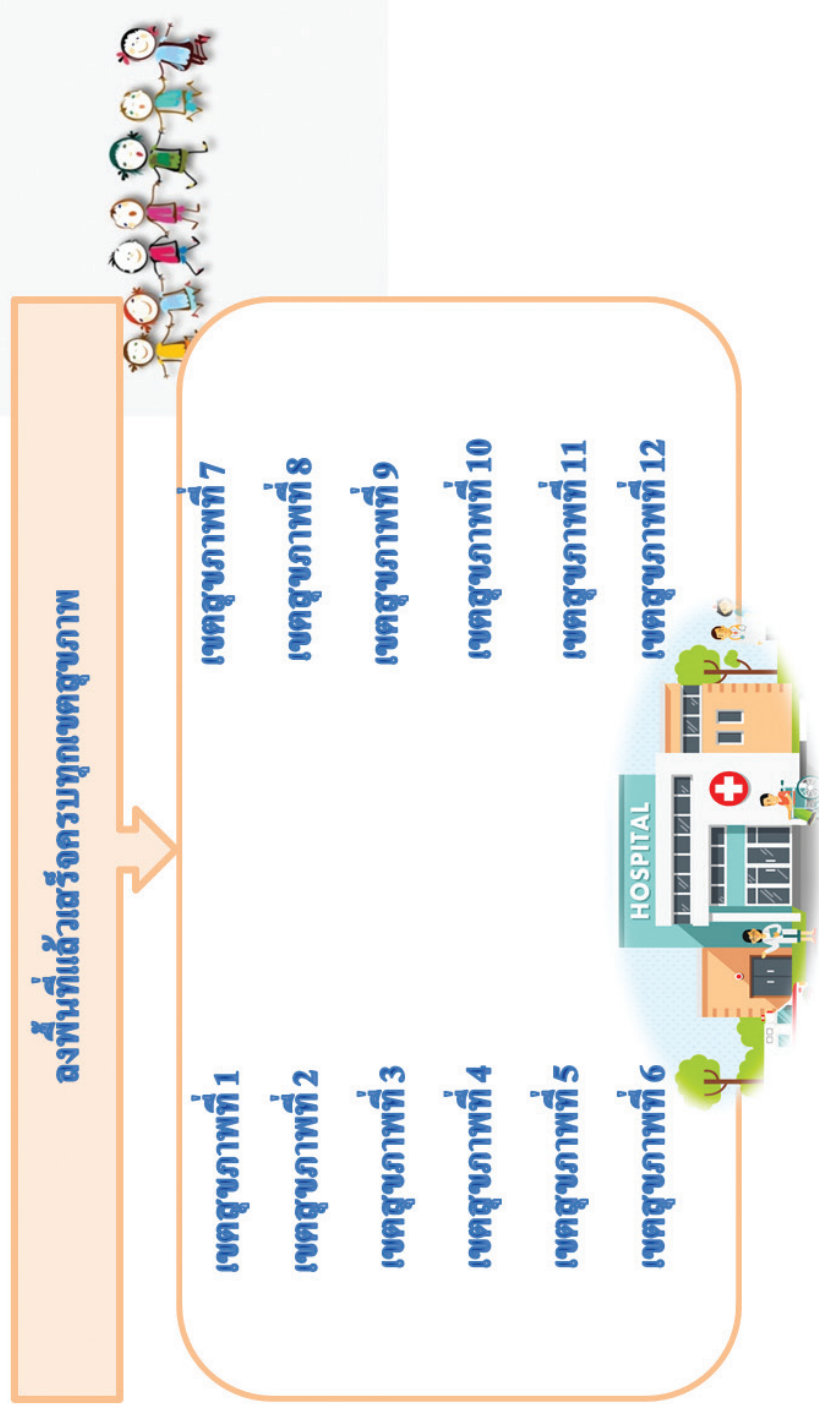 ลงพื้นที่แล้วเสร็จครบทุกเขตสุขภาพ
เขตสุขภาพที่ 1
เขตสุขภาพที่ 2
เขตสุขภาพที่ 3
เขตสุขภาพที่ 4
เขตสุขภาพที่ 5
เขตสุขภาพที่ 6
เขตสุขภาพที่ 7
เขตสุขภาพที่ 8
เขตสุขภาพที่ 9
เขตสุขภาพที่ 10
เขตสุขภาพที่ 11
เขตสุขภาพที่ 12
HOSPITAL